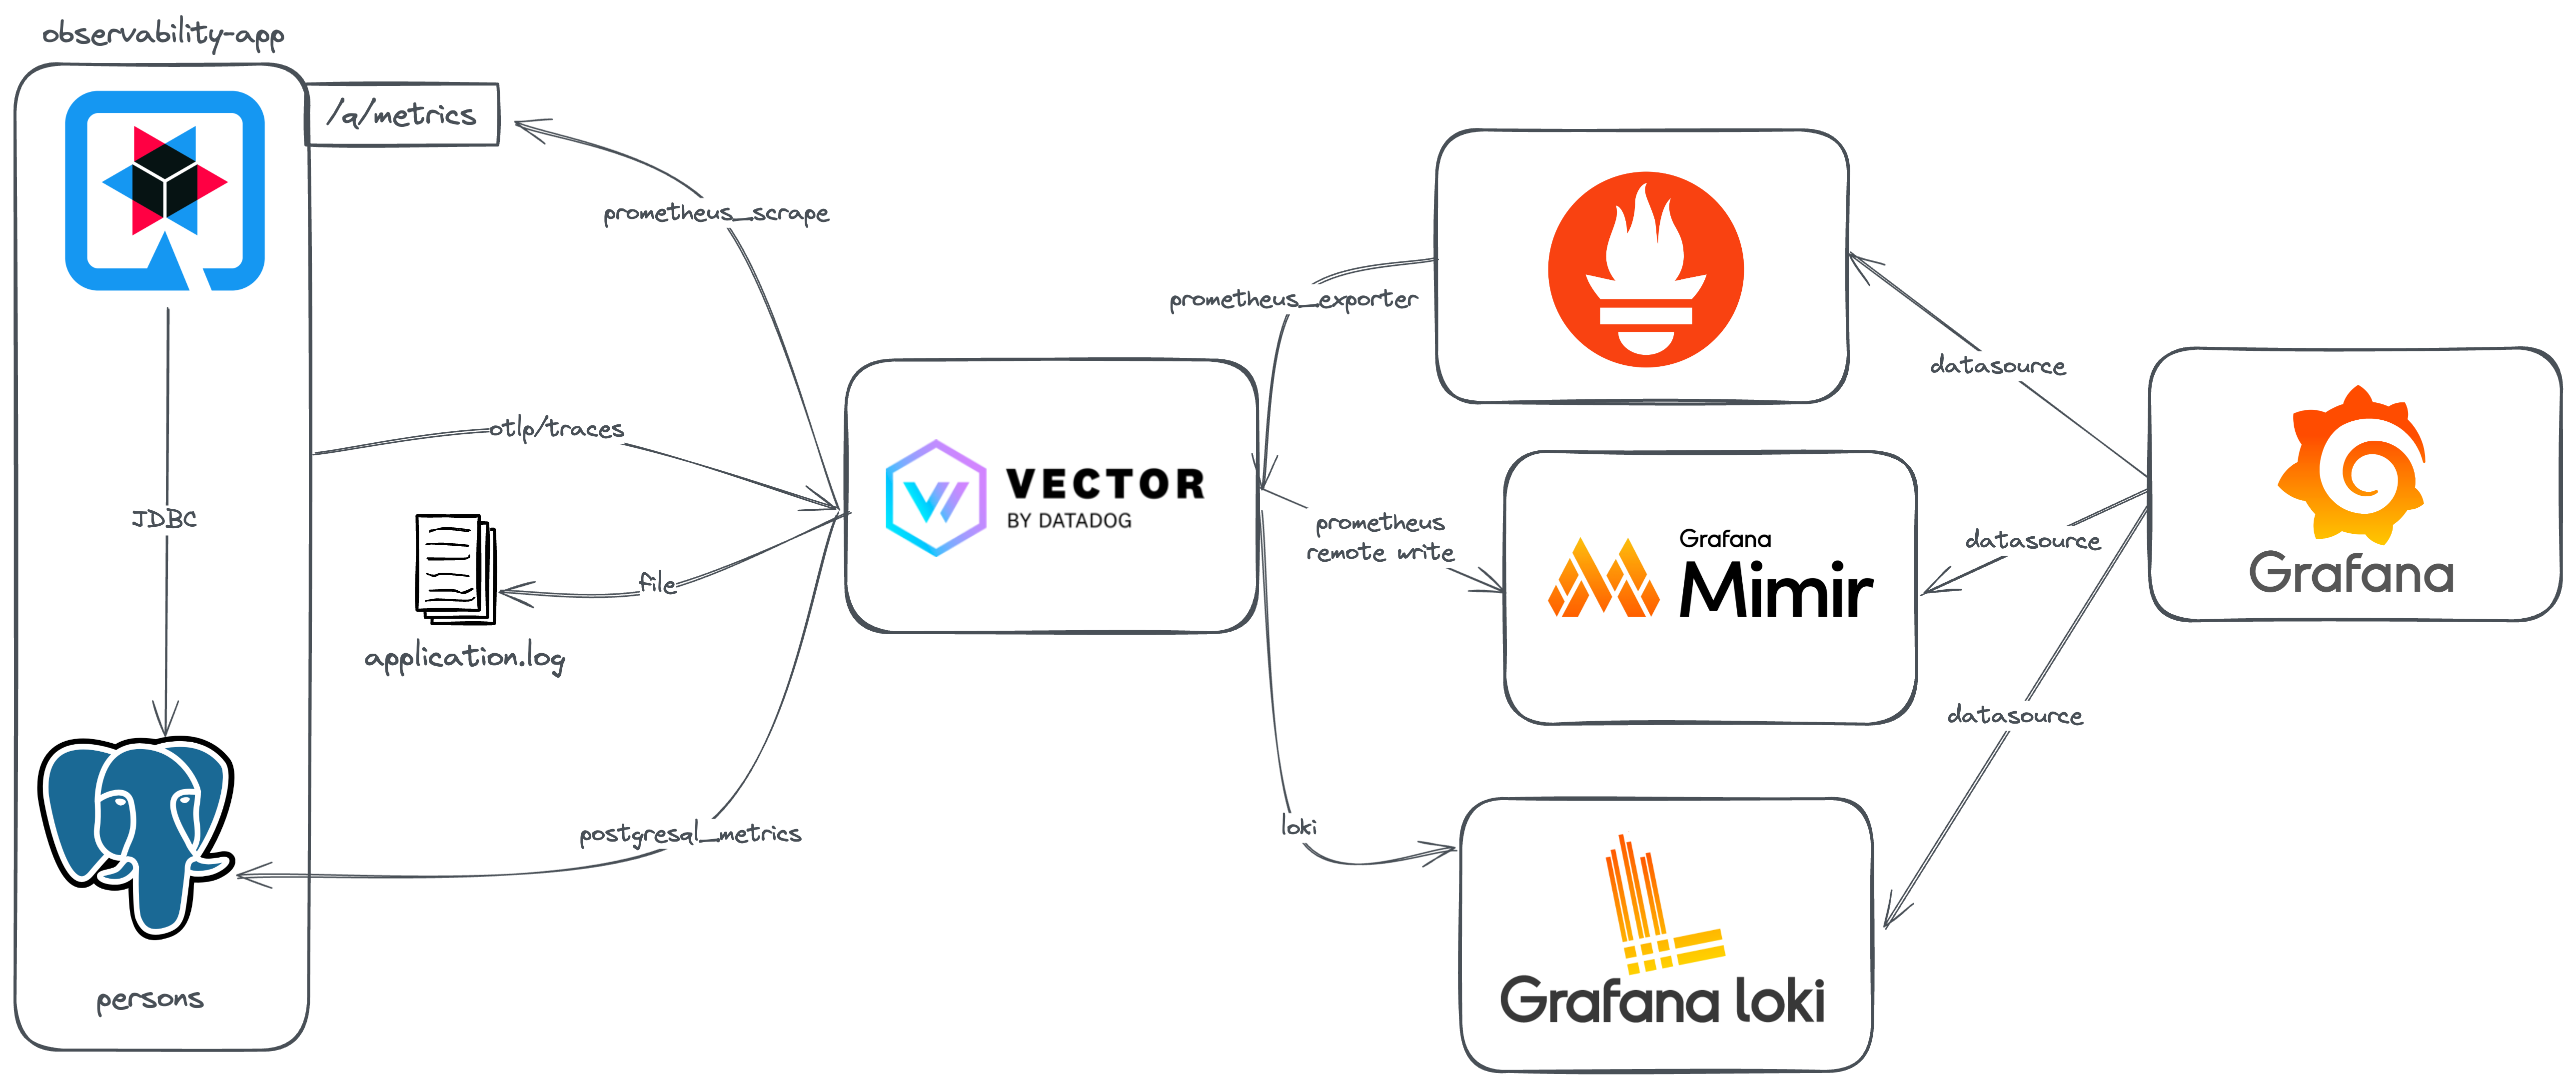 observability-app
/q/metrics
prometheus_scrape
otlp/traces
JDBC
file
application.log
postgresql_metrics
persons
VECTOR
BY DATADOG
prometheus_exporter
prometheus
remote write
loki
Grafana
Mimir
Grafana loki
datasource
datasource
datasource
Grafana